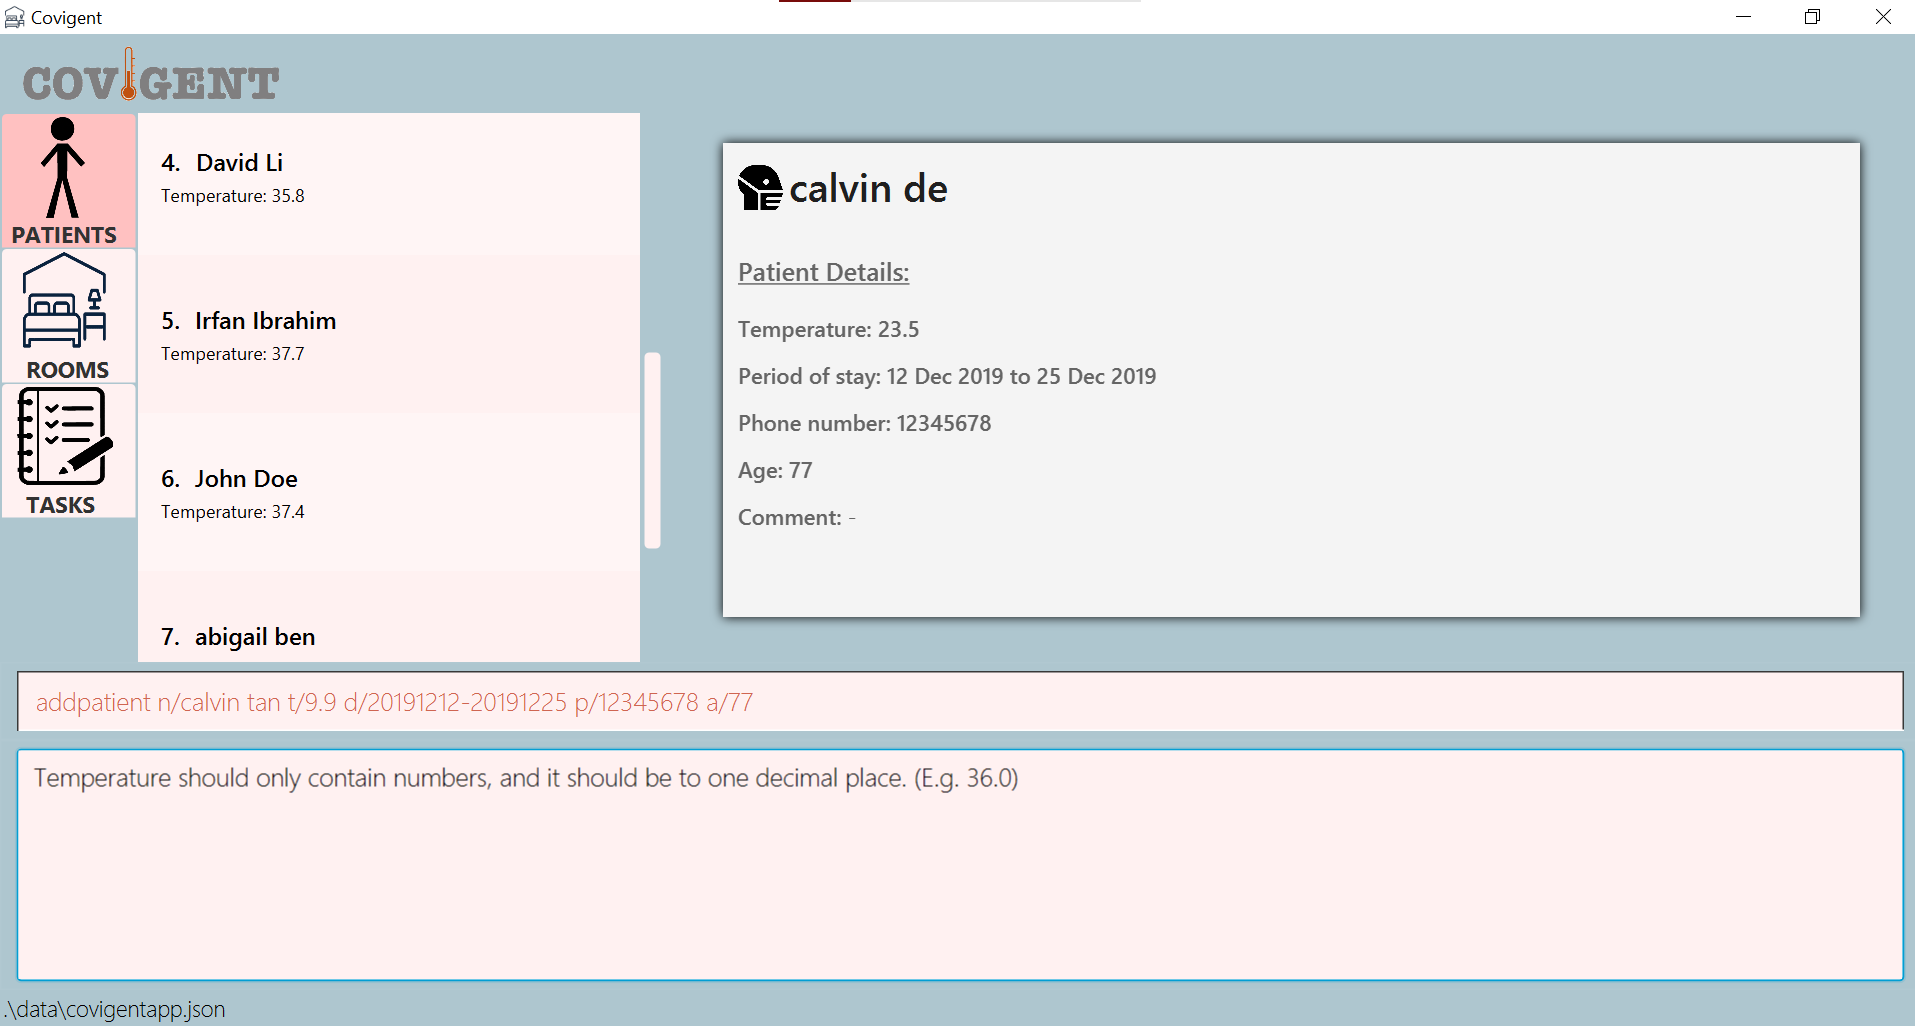 Covigent
COVIGENT
PATIENTS
ROOMS
TASKS
4. David Li
Temperature: 35.8
5. Irfan Ibrahim
Temperature: 37.7
6. John Doe
Temperature: 37.4
7. abigail ben
calvin de
Patient Details:
Temperature: 23.5
Period of stay: 12 Dec 2019 to 25 Dec 2019
Phone number: 12345678
Age: 77
Comment: -
addpatient n/calvin tan t/9.9 d/20191212-20191225 p/12345678 a/77
Temperature should only contain numbers, and it should be to one decimal place. (E.g. 36.0)
.\data\covigentapp.json